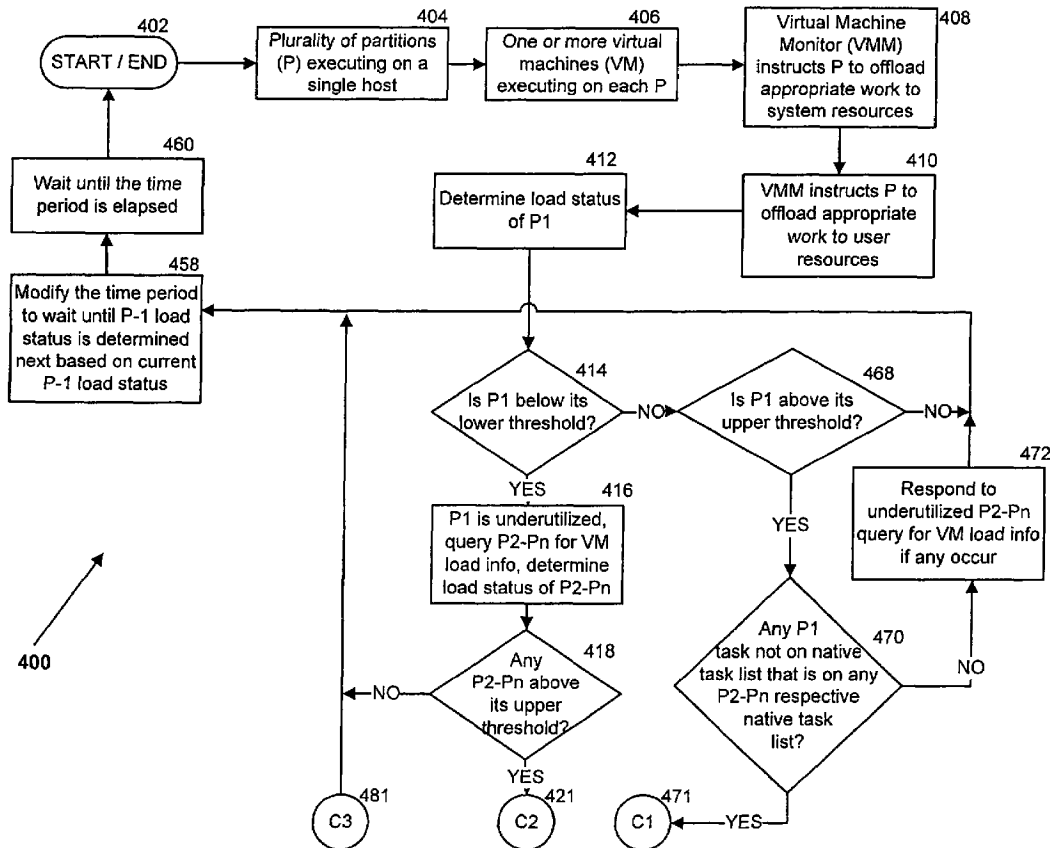 402
START / END
404
Plurality of partitions
(P) executing on a
single host
406
One or more virtual
machines (VM)
executing on each P
408
Virtual Machine
Monitor (VMM)
instructs P to offload
appropriate work to
system resources
410
VMM instructs P to
offload appropriate
work to user
resources
412
Determine load status
of P1
460
Wait until the time
period is elapsed
458
Modify the time period
to wait until P-1 load
status is determined
next based on current
P-1 load status
414
Is P1 below its
lower threshold?
NO
468
Is P1 above its
upper threshold?
NO
YES
416
P1 is underutilized,
query P2-Pn for VM
load info, determine
load status of P2-Pn
YES
472
Respond to
underutilized P2-Pn
query for VM load info
if any occur
418
Any
P2-Pn above
its upper
threshold?
NO
YES
470
Any P1
task not on native
task list that is on any
P2-Pn respective
native task
list?
NO
YES
400
481
C3
421
C2
471
C1